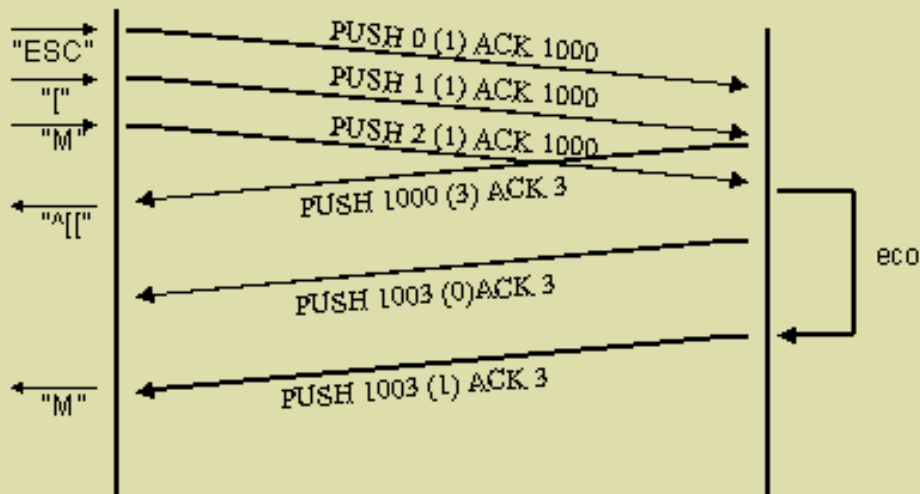 "ESC"
PUSH 0 (1) ACK 1000
"["
PUSH 1 (1) ACK 1000
"M"
PUSH 2 (1) ACK 1000
PUSH 1000 (3) ACK 3
"^[["
eco
PUSH 1003 (0)ACK 3
PUSH 1003 (1) ACK 3
"M"